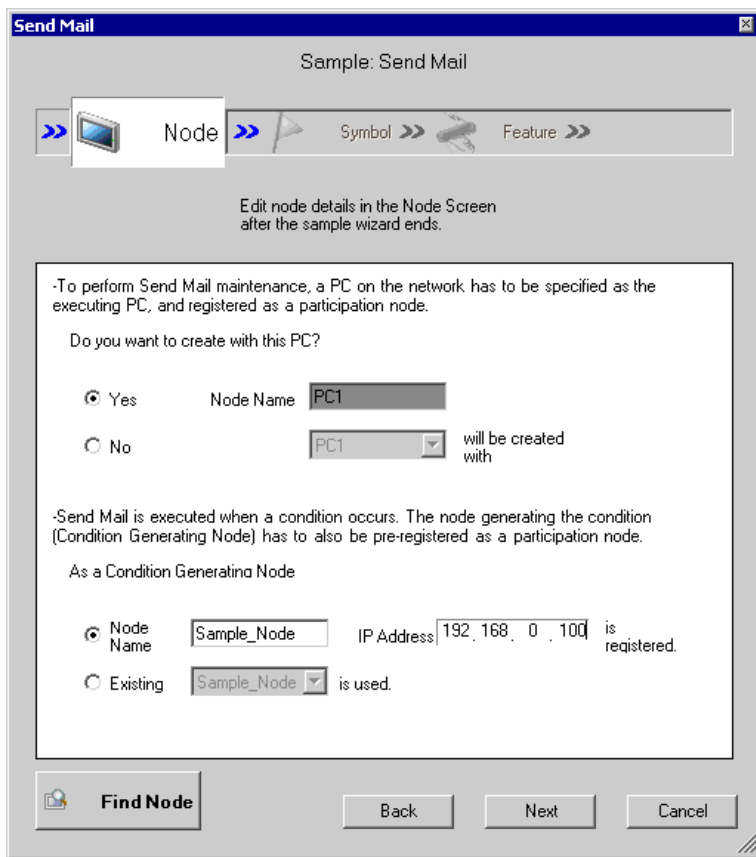 Send Mail
Sample: Send Mail
>> Node >> Symbol >> Feature >>
Edit node details in the Node Screen
after the sample wizard ends.
-To perform Send Mail maintenance, a PC on the network has to be specified as the
executing PC, and registered as a participation node.
Do you want to create with this PC?
Yes Node Name PC1
No PC1 will be created
with
-Send Mail is executed when a condition occurs. The node generating the condition
(Condition Generating Node) has to also be pre-registered as a participation node.
As a Condition Generating Node
Node
Name Sample_Node IP Address 192 . 168 . 0 . 100 is
registered.
Existing Sample_Node is used.
Find Node Back Next Cancel